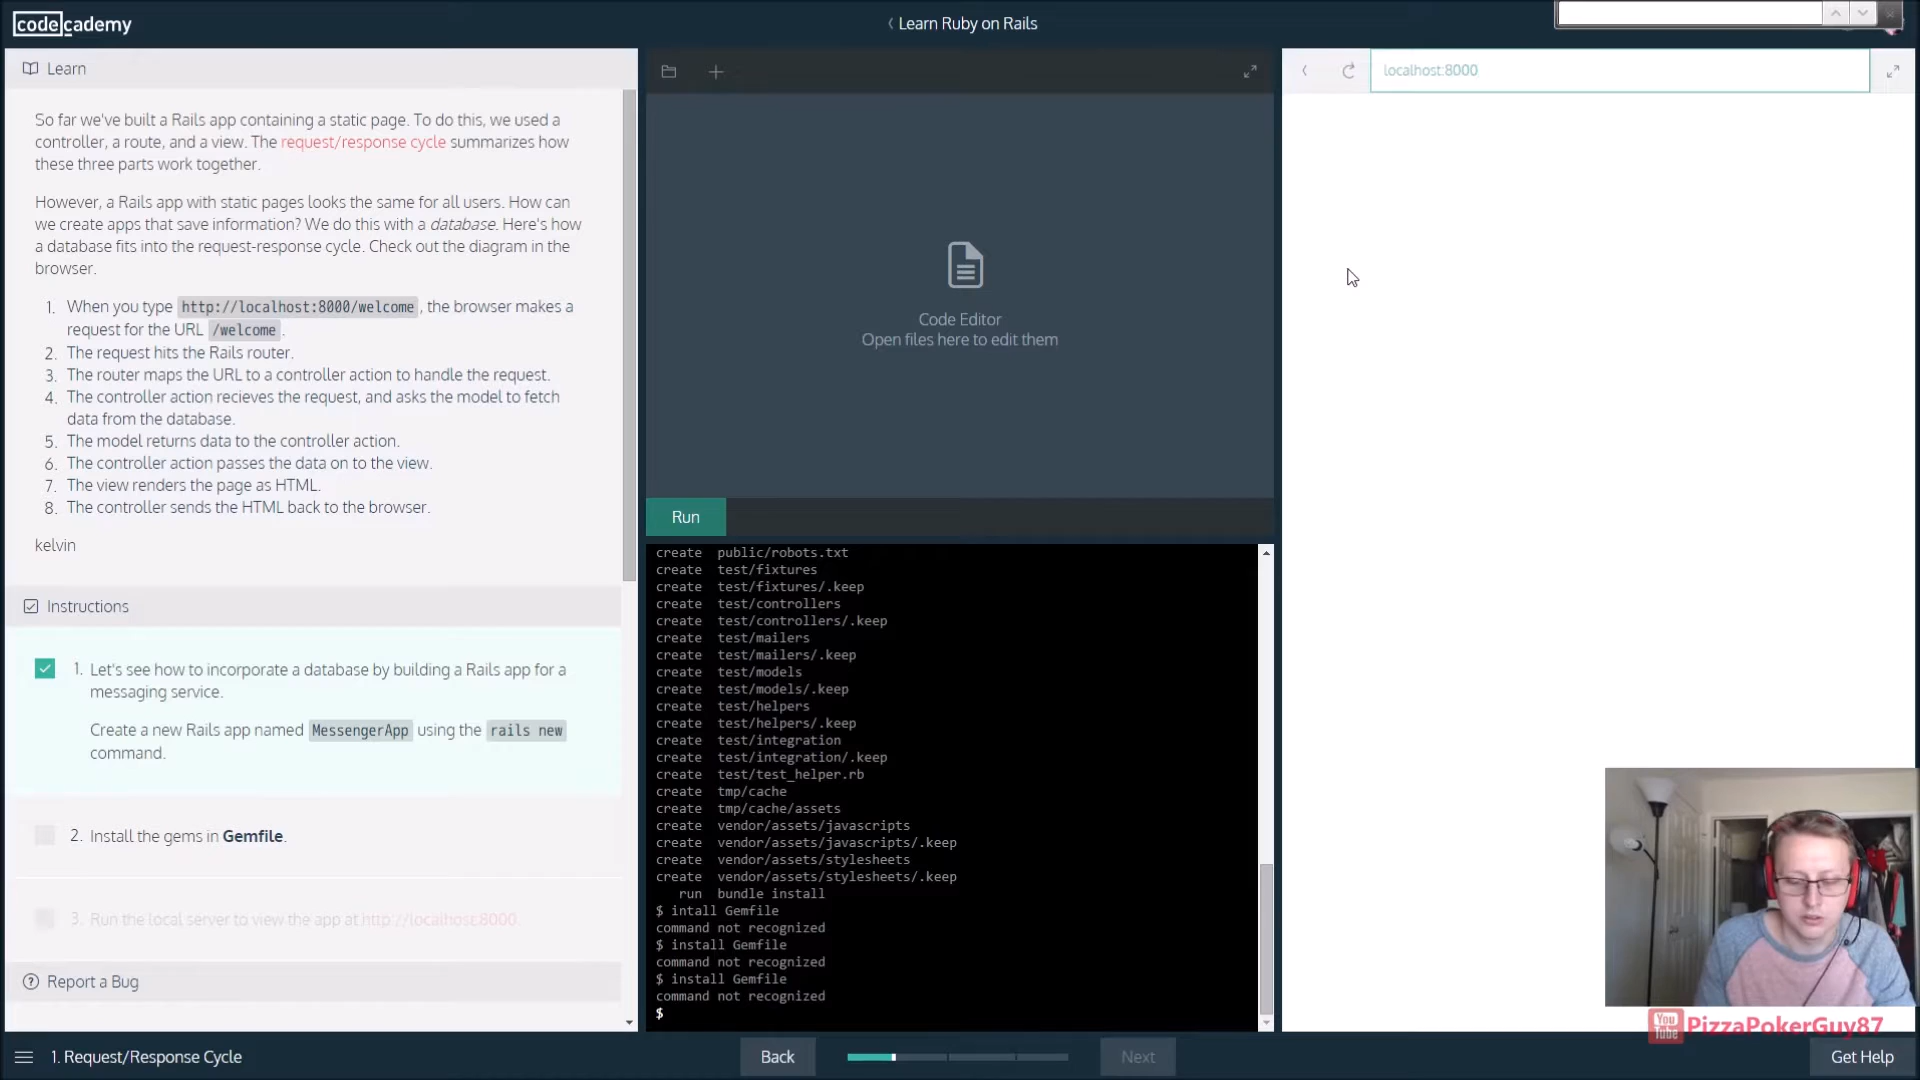 codecademy
Learn Ruby on Rails
Learn
So far we've built a Rails app containing a static page. To do this, we used a
controller, a route, and a view. The request/response cycle summarizes how
these three parts work together.
However, a Rails app with static pages looks the same for all users. How can
we create apps that save information? We do this with a database. Here's how
a database fits into the request-response cycle. Check out the diagram in the
browser.
1. When you type http://localhost:8000/welcome, the browser makes a
request for the URL /welcome.
2. The request hits the Rails router.
3. The router maps the URL to a controller action to handle the request.
4. The controller action recieves the request, and asks the model to fetch
data from the database.
5. The model returns data to the controller action.
6. The controller action passes the data on to the view.
7. The view renders the page as HTML.
8. The controller sends the HTML back to the browser.
kelvin
Instructions
1. Let's see how to incorporate a database by building a Rails app for a
messaging service.
Create a new Rails app named MessengerApp using the rails new
command.
2. Install the gems in Gemfile.
3. Run the local server to view the app at http://localhost:8000.
Report a Bug
Code Editor
Open files here to edit them
Run
create public/robots.txt
create test/fixtures
create test/fixtures/.keep
create test/controllers
create test/controllers/.keep
create test/mailers
create test/mailers/.keep
create test/models
create test/models/.keep
create test/helpers
create test/helpers/.keep
create test/integration
create test/integration/.keep
create test/test_helper.rb
create tmp/cache
create tmp/cache/assets
create vendor/assets/javascripts
create vendor/assets/javascripts/.keep
create vendor/assets/stylesheets
create vendor/assets/stylesheets/.keep
run bundle install
$ intall Gemfile
command not recognized
$ install Gemfile
command not recognized
$ install Gemfile
command not recognized
$
localhost:8000
You Tube PizzaPokerGuy87
1. Request/Response Cycle
Back
Next
Get Help